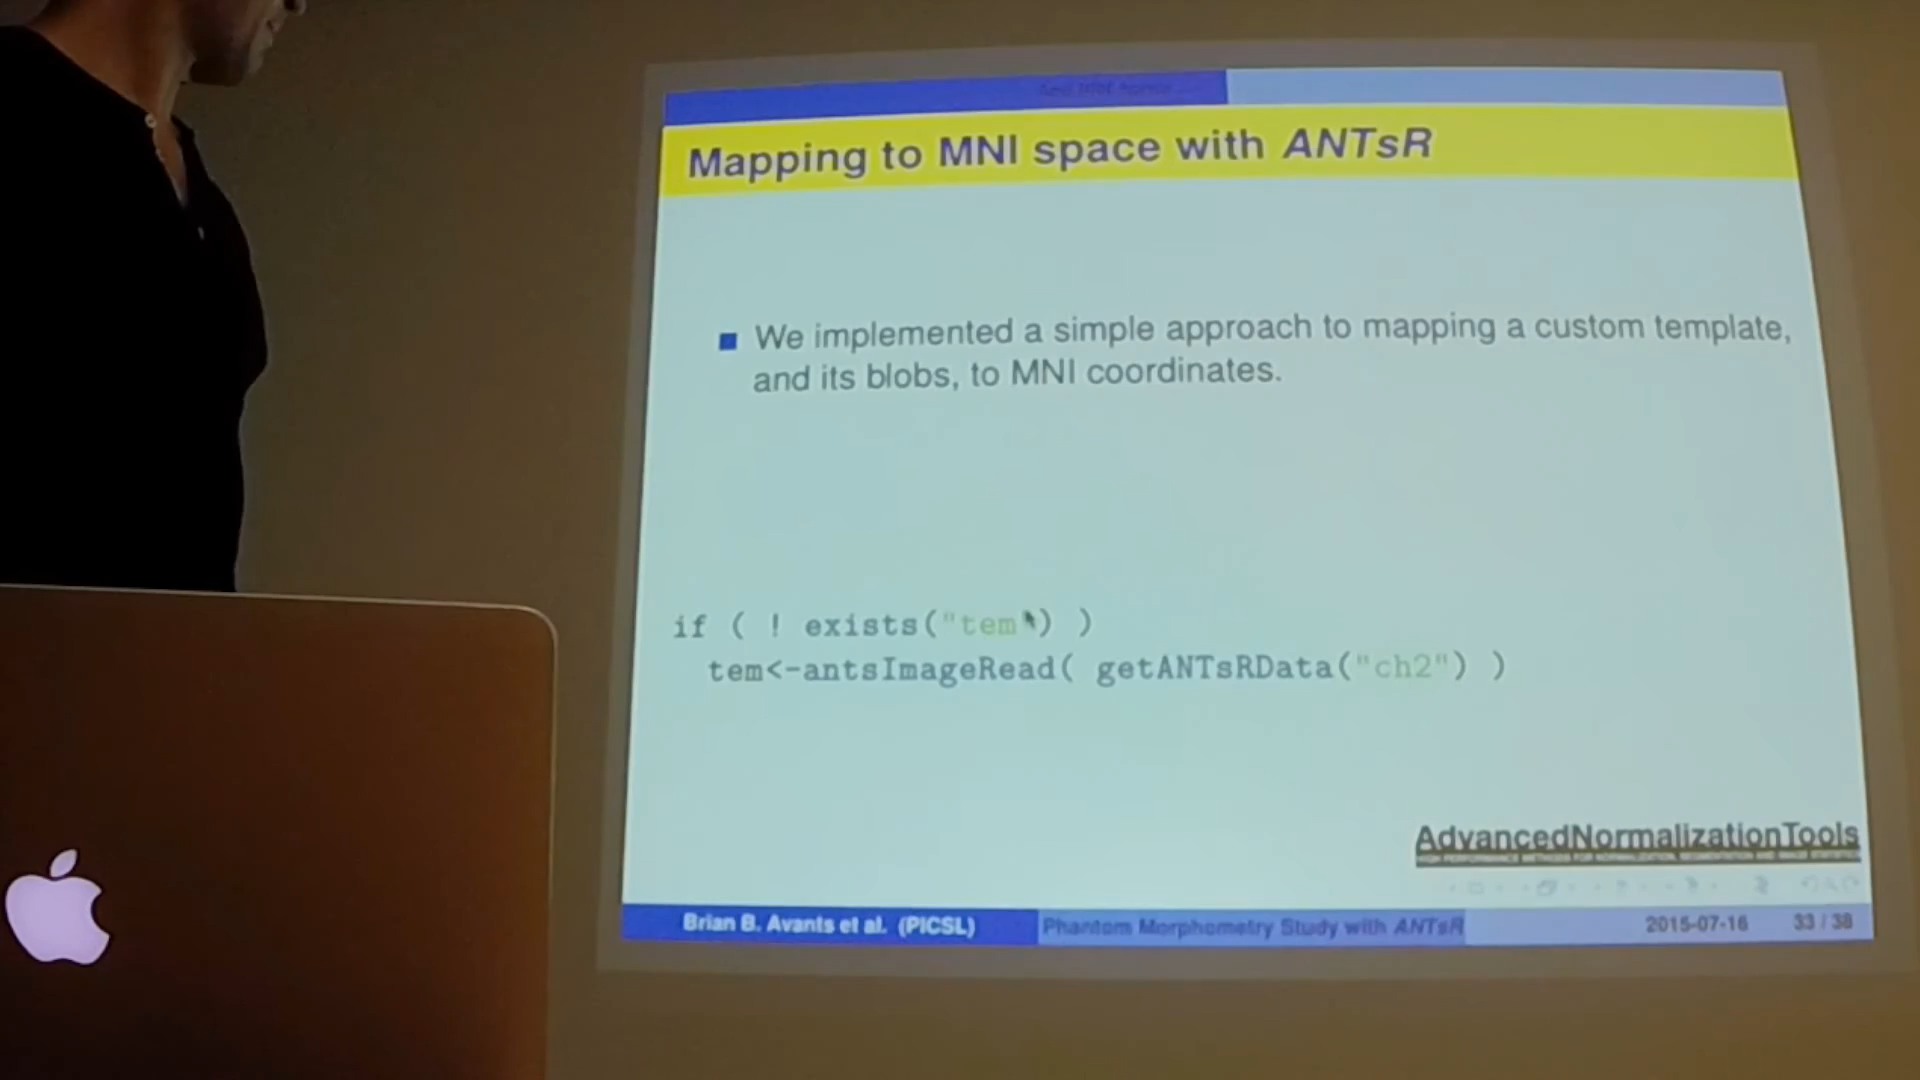 Mapping to MNI space with ANTsR
We implemented a simple approach to mapping a custom template,
and its blobs, to MNI coordinates.
if ( ! exists("tem") )
tem<-antsImageRead( getANTsRData("ch2") )
AdvancedNormalizationTools
Brian B. Avants et al. (PICSL)
Phantom Morphometry Study with ANTsR
2015-07-16
33 / 38